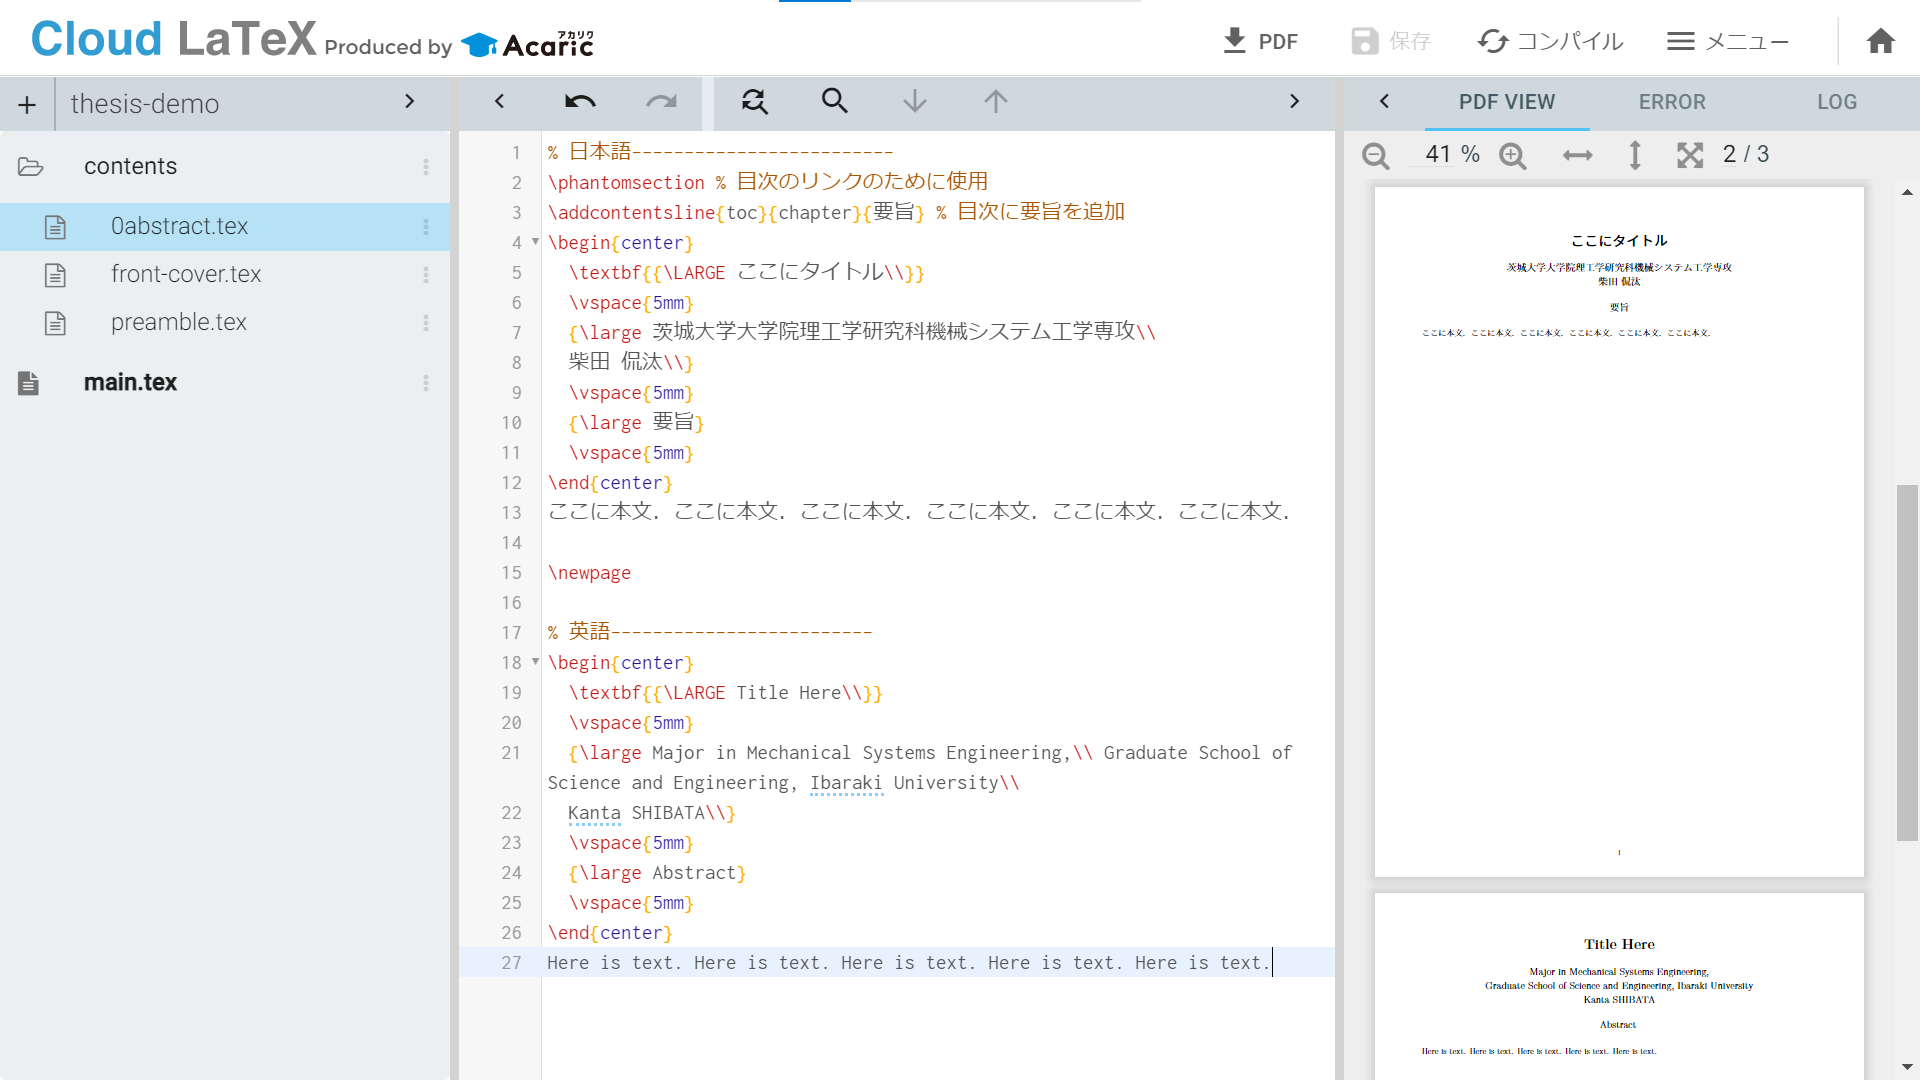 Cloud LaTeX Produced by Acaric アカリク
PDF
保存
コンパイル
メニュー
+ thesis-demo
contents
0abstract.tex
front-cover.tex
preamble.tex
main.tex
1 % 日本語-------------------------
2 \phantomsection % 目次のリンクのために使用
3 \addcontentsline{toc}{chapter}{要旨} % 目次に要旨を追加
4 \begin{center}
5 \textbf{{\LARGE ここにタイトル\\}}
6 \vspace{5mm}
7 {\large 茨城大学大学院理工学研究科機械システム工学専攻\\
8 柴田 侃汰\\}
9 \vspace{5mm}
10 {\large 要旨}
11 \vspace{5mm}
12 \end{center}
13 ここに本文．ここに本文．ここに本文．ここに本文．ここに本文．ここに本文．
14
15 \newpage
16
17 % 英語-------------------------
18 \begin{center}
19 \textbf{{\LARGE Title Here\\}}
20 \vspace{5mm}
21 {\large Major in Mechanical Systems Engineering,\\ Graduate School of
Science and Engineering, Ibaraki University\\
22 Kanta SHIBATA\\}
23 \vspace{5mm}
24 {\large Abstract}
25 \vspace{5mm}
26 \end{center}
27 Here is text. Here is text. Here is text. Here is text. Here is text.
PDF VIEW
ERROR
LOG
41 %
2 / 3
ここにタイトル
茨城大学大学院理工学研究科機械システム工学専攻
柴田 侃汰
要旨
ここに本文．ここに本文．ここに本文．ここに本文．ここに本文．ここに本文．
1
Title Here
Major in Mechanical Systems Engineering,
Graduate School of Science and Engineering, Ibaraki University
Kanta SHIBATA
Abstract
Here is text. Here is text. Here is text. Here is text. Here is text.